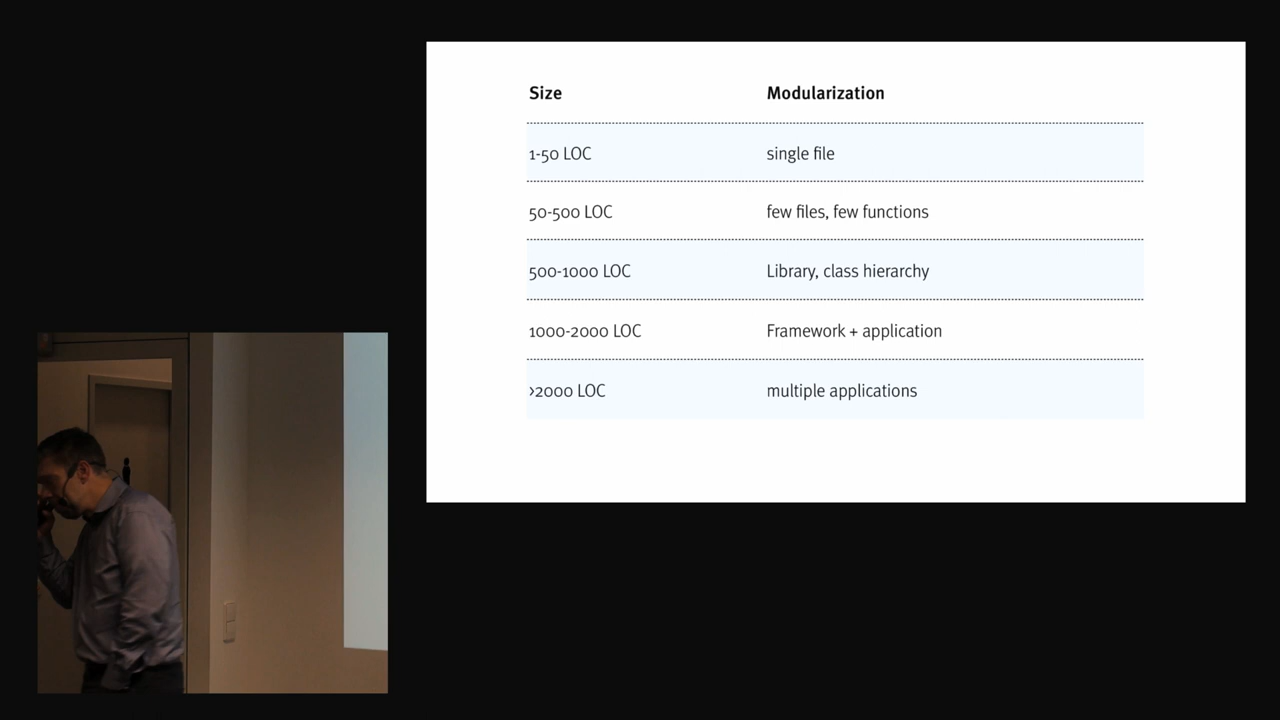 Size Modularization
1-50 LOC single file
50-500 LOC few files, few functions
500-1000 LOC Library, class hierarchy
1000-2000 LOC Framework + application
>2000 LOC multiple applications